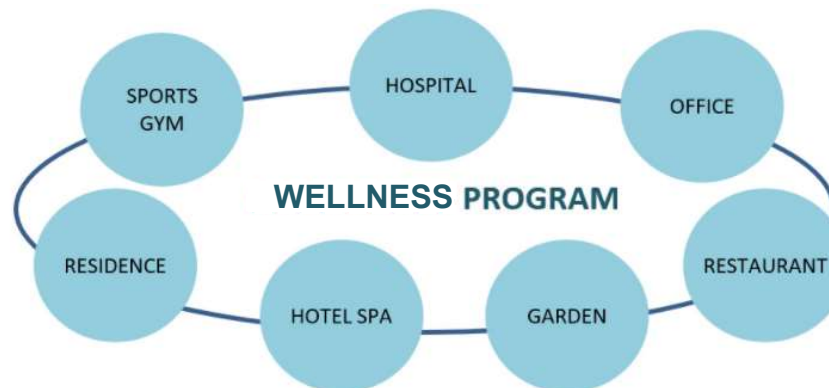 SPORTS
GYM
HOSPITAL
OFFICE
WELLNESS PROGRAM
RESIDENCE
RESTAURANT
HOTEL SPA
GARDEN